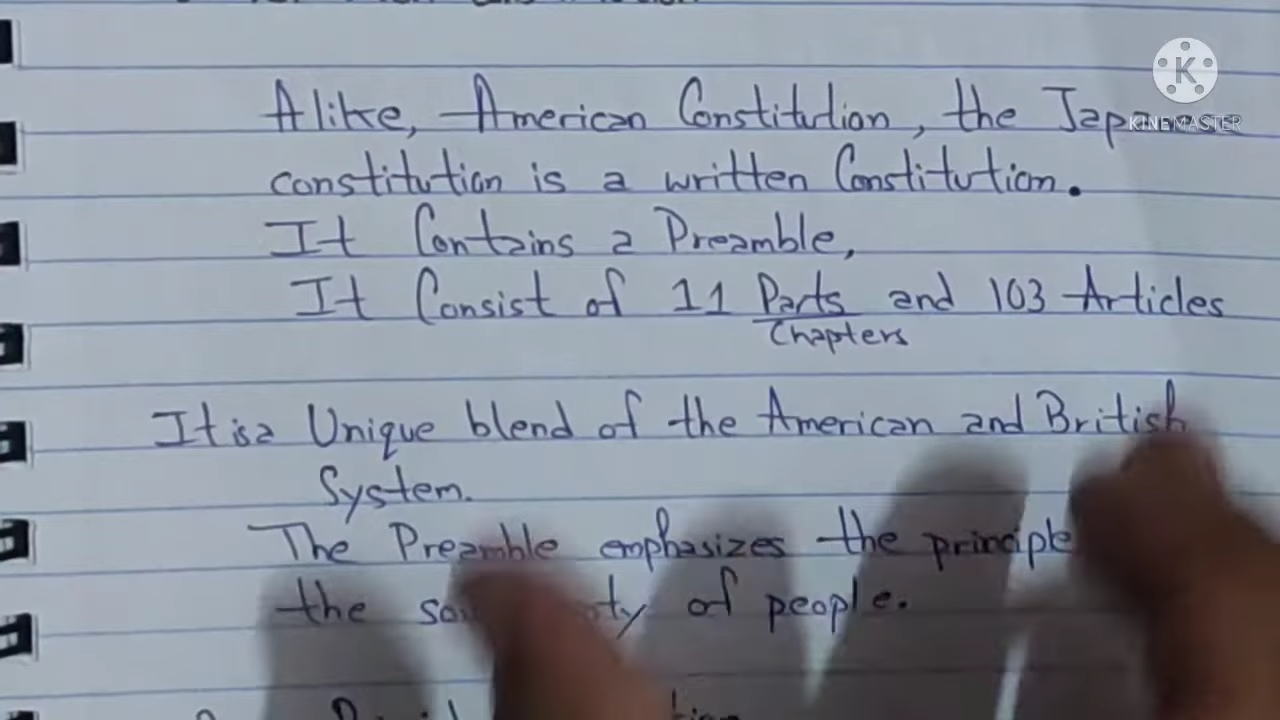 Alike, American Constitution, the
KINEMASTER
constitution is a written Constitution.
It Contains a Preamble,
It Consist of 11 Parts and 103 Articles
Chapters
It is a Unique blend of the American and British
System.
The Preamble emphasizes the principle
the of people.